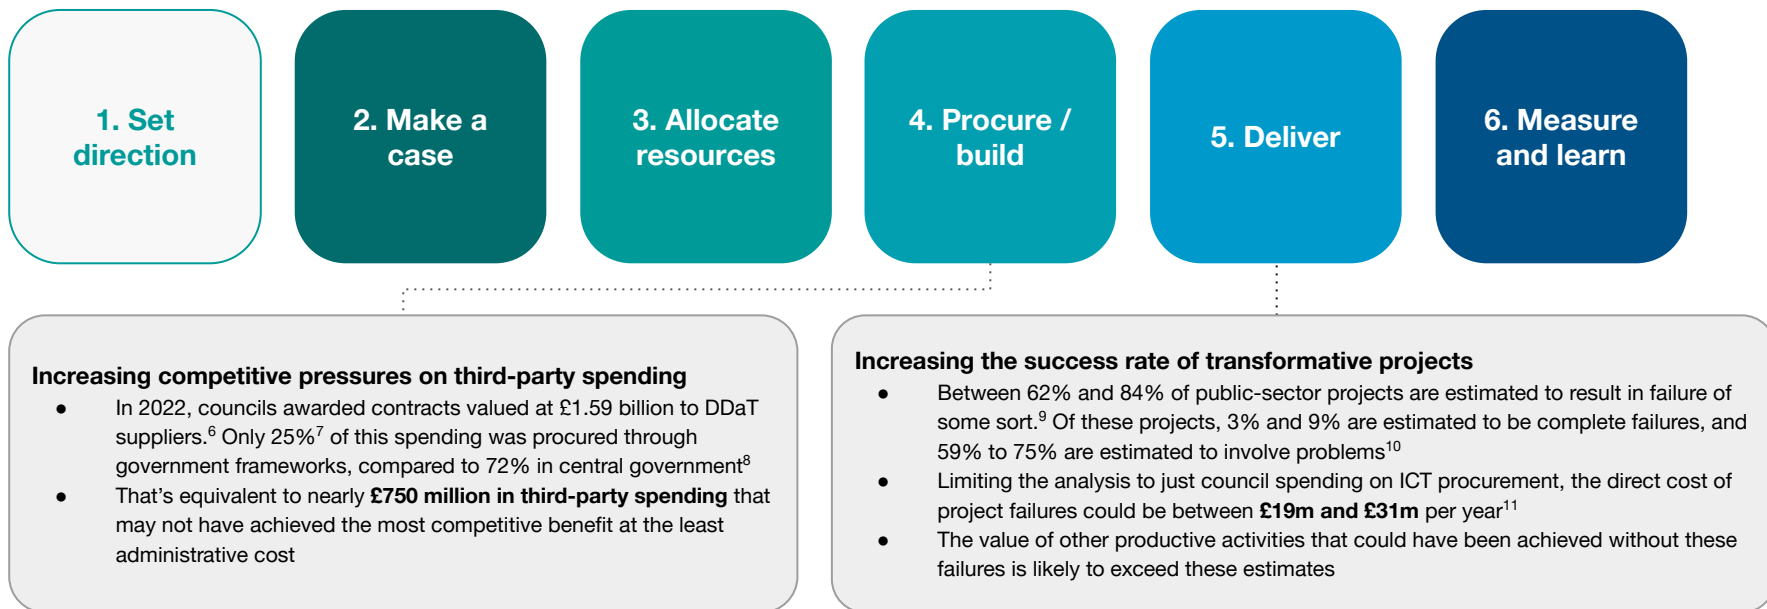 1. Set
direction
2. Make a
case
3. Allocate
resources
4. Procure /
build
5. Deliver
6. Measure
and learn
Increasing competitive pressures on third-party spending
● In 2022, councils awarded contracts valued at £1.59 billion to DDaT
suppliers.⁶ Only 25%⁷ of this spending was procured through
government frameworks, compared to 72% in central government⁸
● That’s equivalent to nearly £750 million in third-party spending that
may not have achieved the most competitive benefit at the least
administrative cost
Increasing the success rate of transformative projects
● Between 62% and 84% of public-sector projects are estimated to result in failure of
some sort.⁹ Of these projects, 3% and 9% are estimated to be complete failures, and
59% to 75% are estimated to involve problems¹⁰
● Limiting the analysis to just council spending on ICT procurement, the direct cost of
project failures could be between £19m and £31m per year¹¹
● The value of other productive activities that could have been achieved without these
failures is likely to exceed these estimates